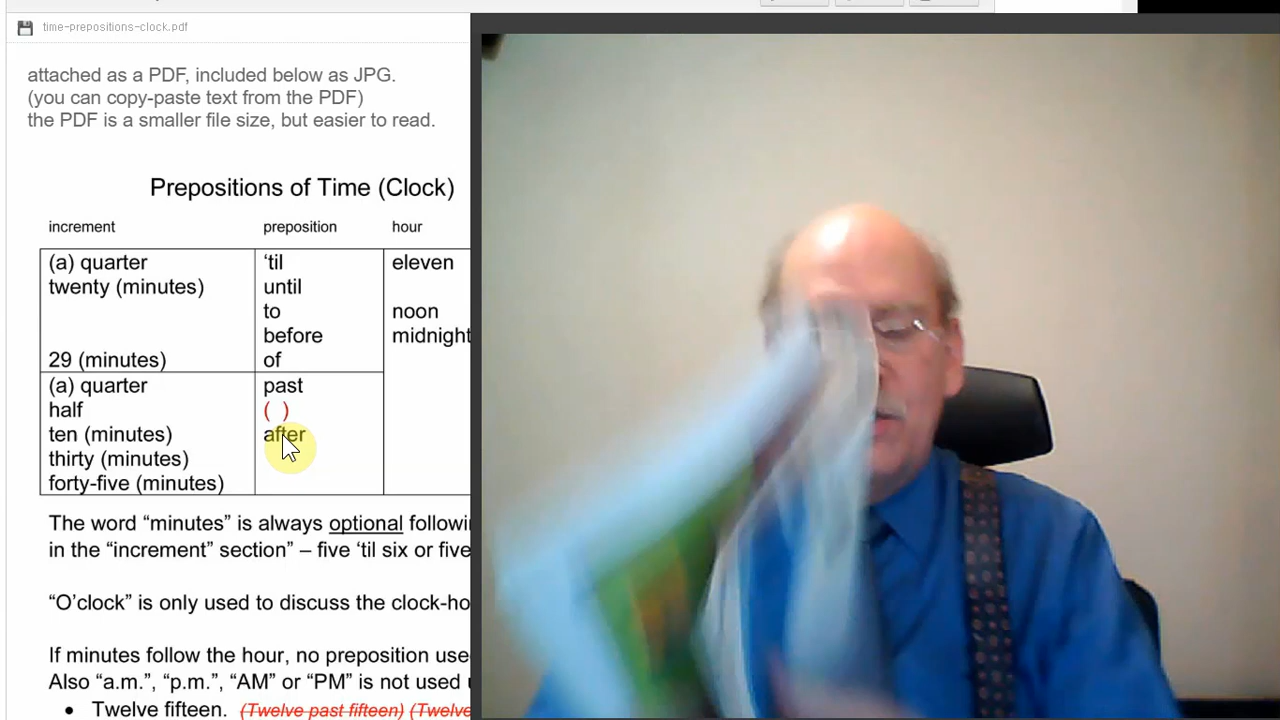 time-prepositions-clock.pdf
attached as a PDF, included below as JPG.
(you can copy-paste text from the PDF)
the PDF is a smaller file size, but easier to read.
Prepositions of Time (Clock)
increment preposition hour
(a) quarter ‘til eleven
twenty (minutes) until
to noon
before midnight
29 (minutes) of
(a) quarter past
half ( )
ten (minutes) after
thirty (minutes)
forty-five (minutes)
The word “minutes” is always optional followi
in the “increment” section” – five ‘til six or five
“O’clock” is only used to discuss the clock-ho
If minutes follow the hour, no preposition use
Also “a.m.”, “p.m.”, “AM” or “PM” is not used
• Twelve fifteen. (Twelve past fifteen) (Twelve